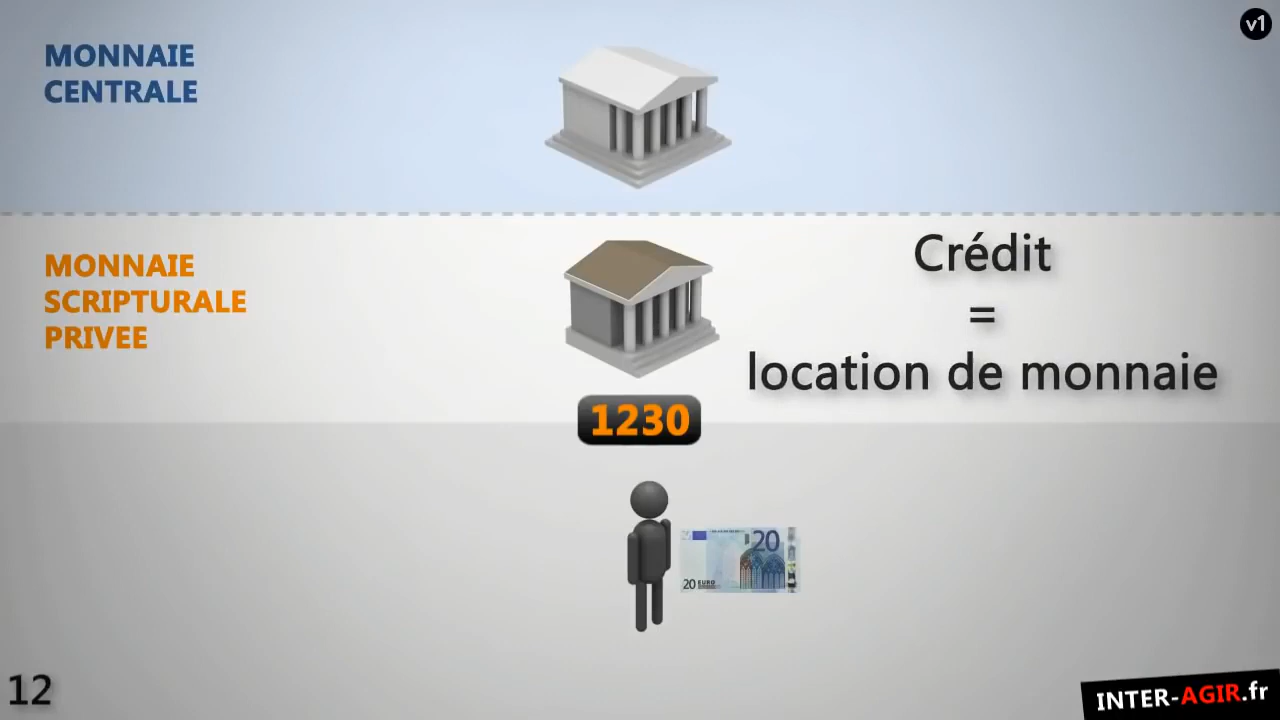 v1
MONNAIE
CENTRALE
MONNAIE
SCRIPTURALE
PRIVEE
Crédit
=
location de monnaie
1230
20
20 EURO
12
INTER-AGIR.fr